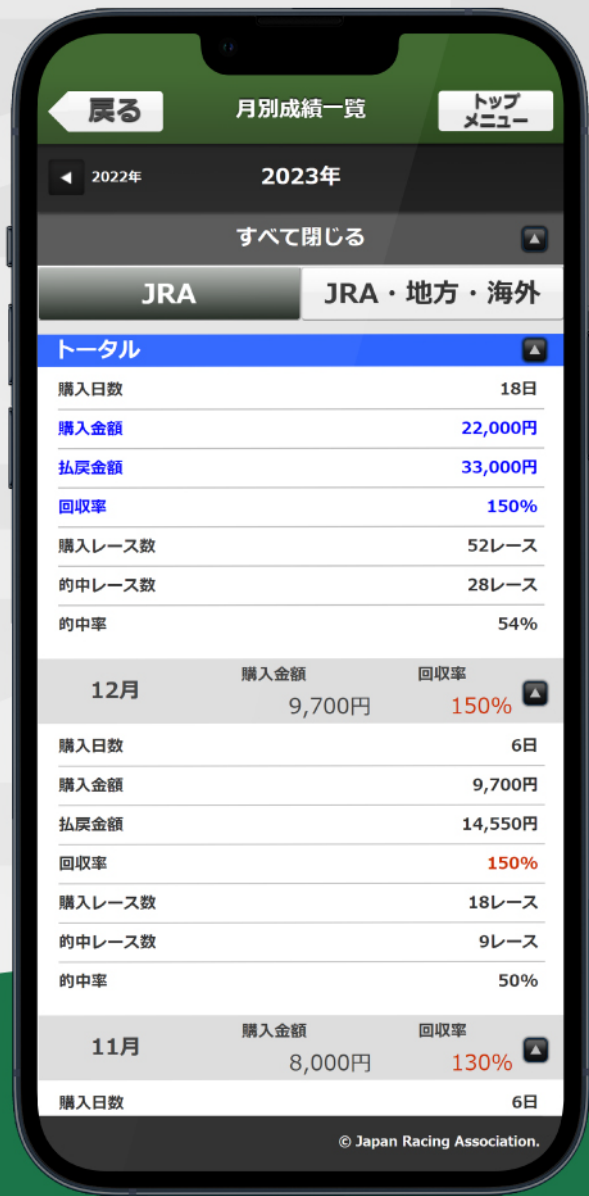 戻る
月別成績一覧
トップ
メニュー
2022年
2023年
すべて閉じる
JRA
JRA・地方・海外
トータル
購入日数 18日
購入金額 22,000円
払戻金額 33,000円
回収率 150%
購入レース数 52レース
的中レース数 28レース
的中率 54%
12月 購入金額 9,700円 回収率 150%
購入日数 6日
購入金額 9,700円
払戻金額 14,550円
回収率 150%
購入レース数 18レース
的中レース数 9レース
的中率 50%
11月 購入金額 8,000円 回収率 130%
購入日数 6日
© Japan Racing Association.